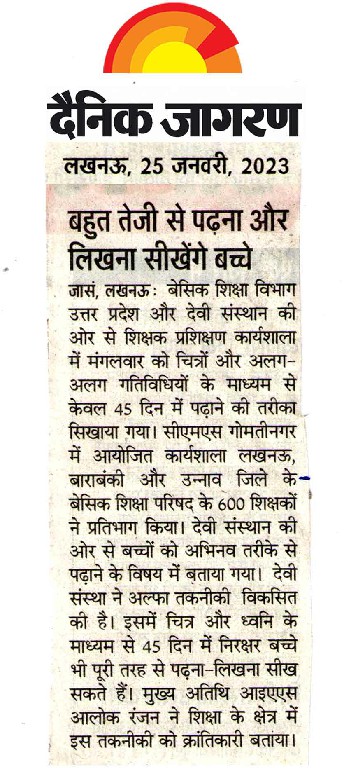 दैनिक जागरण
लखनऊ, 25 जनवरी, 2023
बहुत तेजी से पढ़ना और
लिखना सीखेंगे बच्चे
जासं, लखनऊः बेसिक शिक्षा विभाग
उत्तर प्रदेश और देवी संस्थान की
ओर से शिक्षक प्रशिक्षण कार्यशाला
में मंगलवार को चित्रों और अलग-
अलग गतिविधियों के माध्यम से
केवल 45 दिन में पढ़ाने की तरीका
सिखाया गया। सीएमएस गोमतीनगर
में आयोजित कार्यशाला लखनऊ,
बाराबंकी और उन्नाव जिले के
बेसिक शिक्षा परिषद के 600 शिक्षकों
ने प्रतिभाग किया। देवी संस्थान की
ओर से बच्चों को अभिनव तरीके से
पढ़ाने के विषय में बताया गया। देवी
संस्था ने अल्फा तकनीकी विकसित
की है। इसमें चित्र और ध्वनि के
माध्यम से 45 दिन में निरक्षर बच्चे
भी पूरी तरह से पढ़ना-लिखना सीख
सकते हैं। मुख्य अतिथि आइएएस
आलोक रंजन ने शिक्षा के क्षेत्र में
इस तकनीकी को क्रांतिकारी बताया।